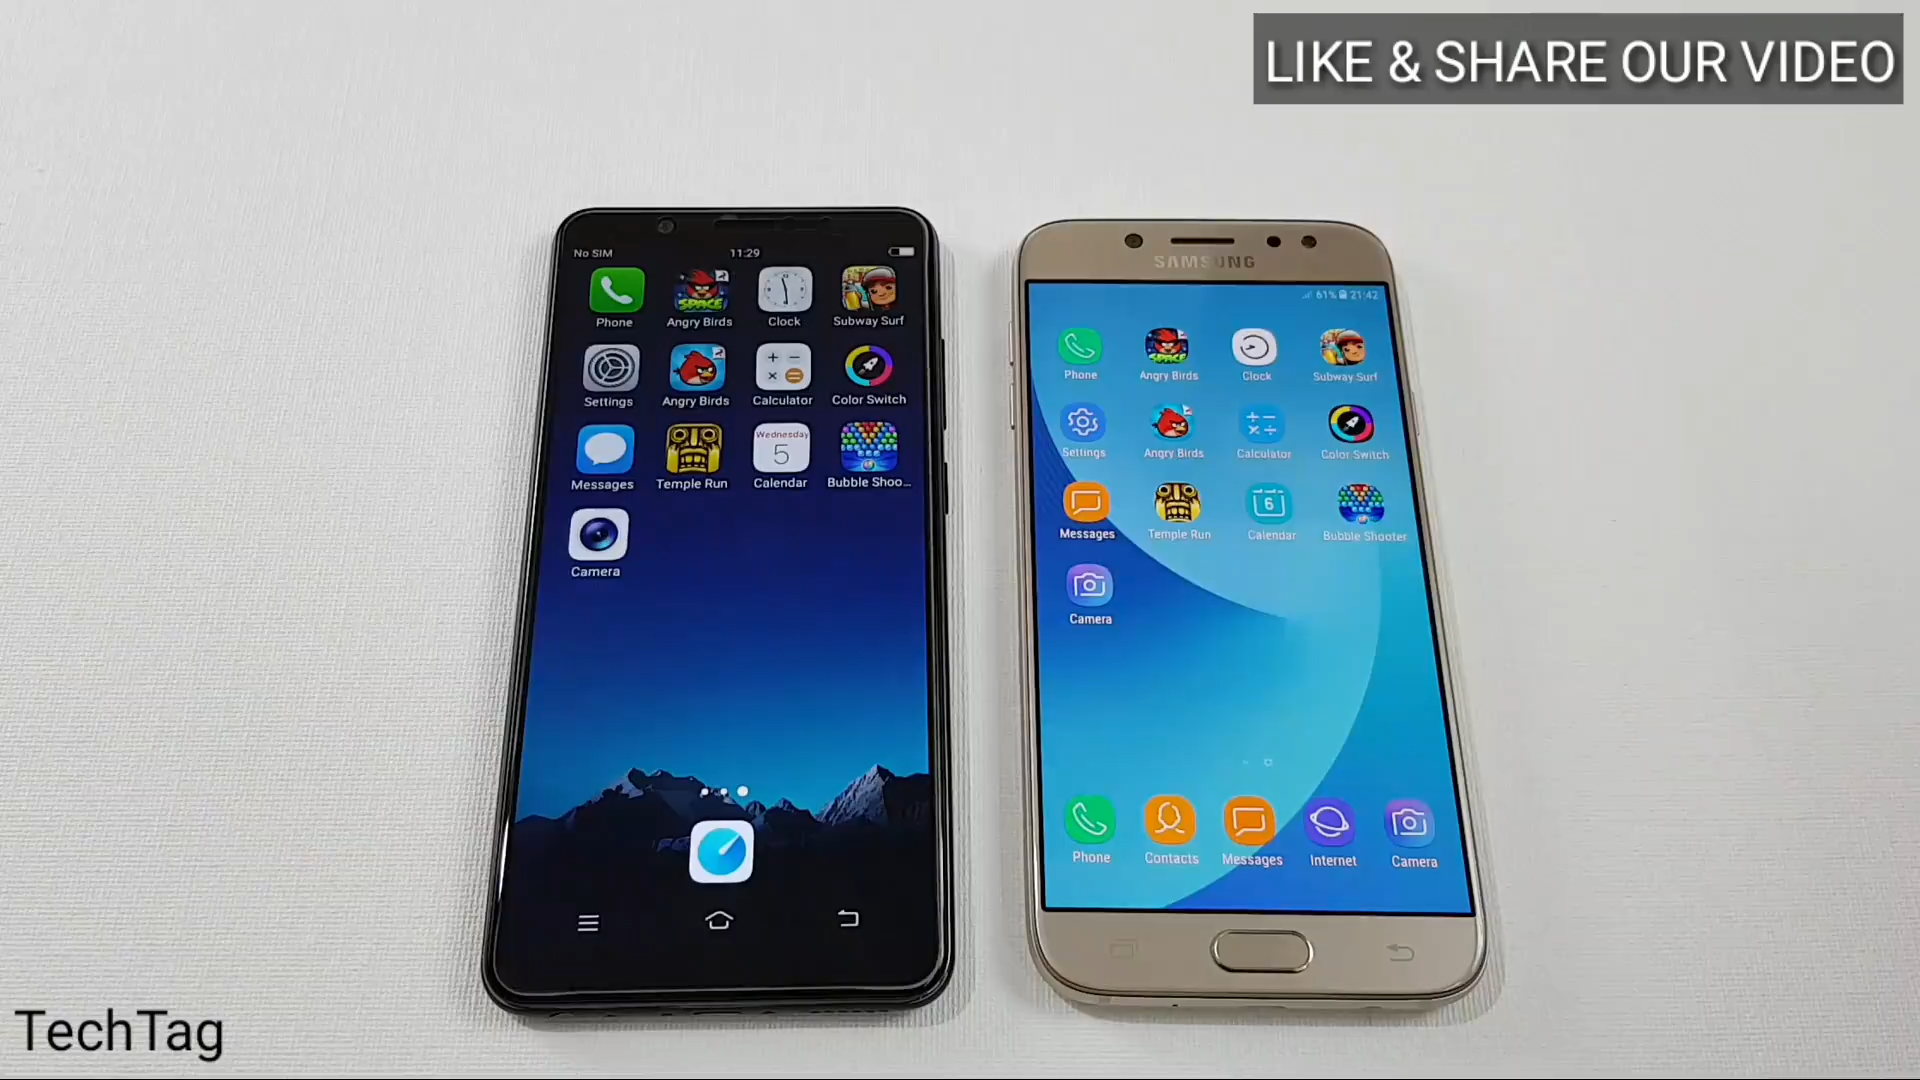 LIKE & SHARE OUR VIDEO
No SIM 11:29
Phone Angry Birds Clock Subway Surf
Settings Angry Birds Calculator Color Switch
Wednesday
5
Messages Temple Run Calendar Bubble Shoo...
Camera
SAMSUNG
61% 21:42
Phone Angry Birds Clock Subway Surf
Settings Angry Birds Calculator Color Switch
6
Messages Temple Run Calendar Bubble Shooter
Camera
Phone Contacts Messages Internet Camera
SPACE
SPACE
TechTag